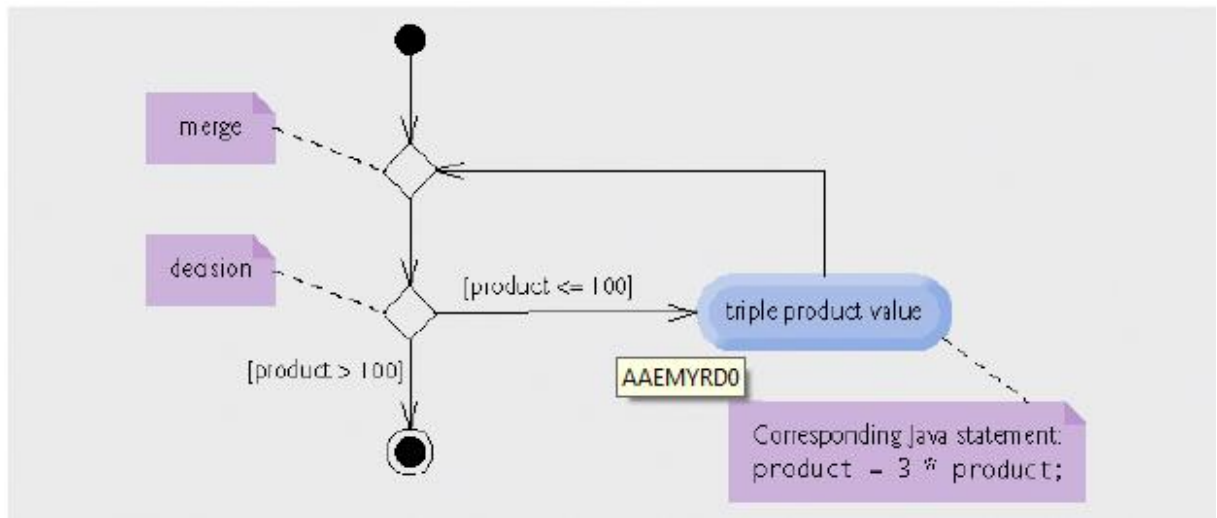 merge
decision
[product <= 100]
triple product value
[product > 100]
AAEMYRD0
Corresponding Java statement:
product = 3 * product;